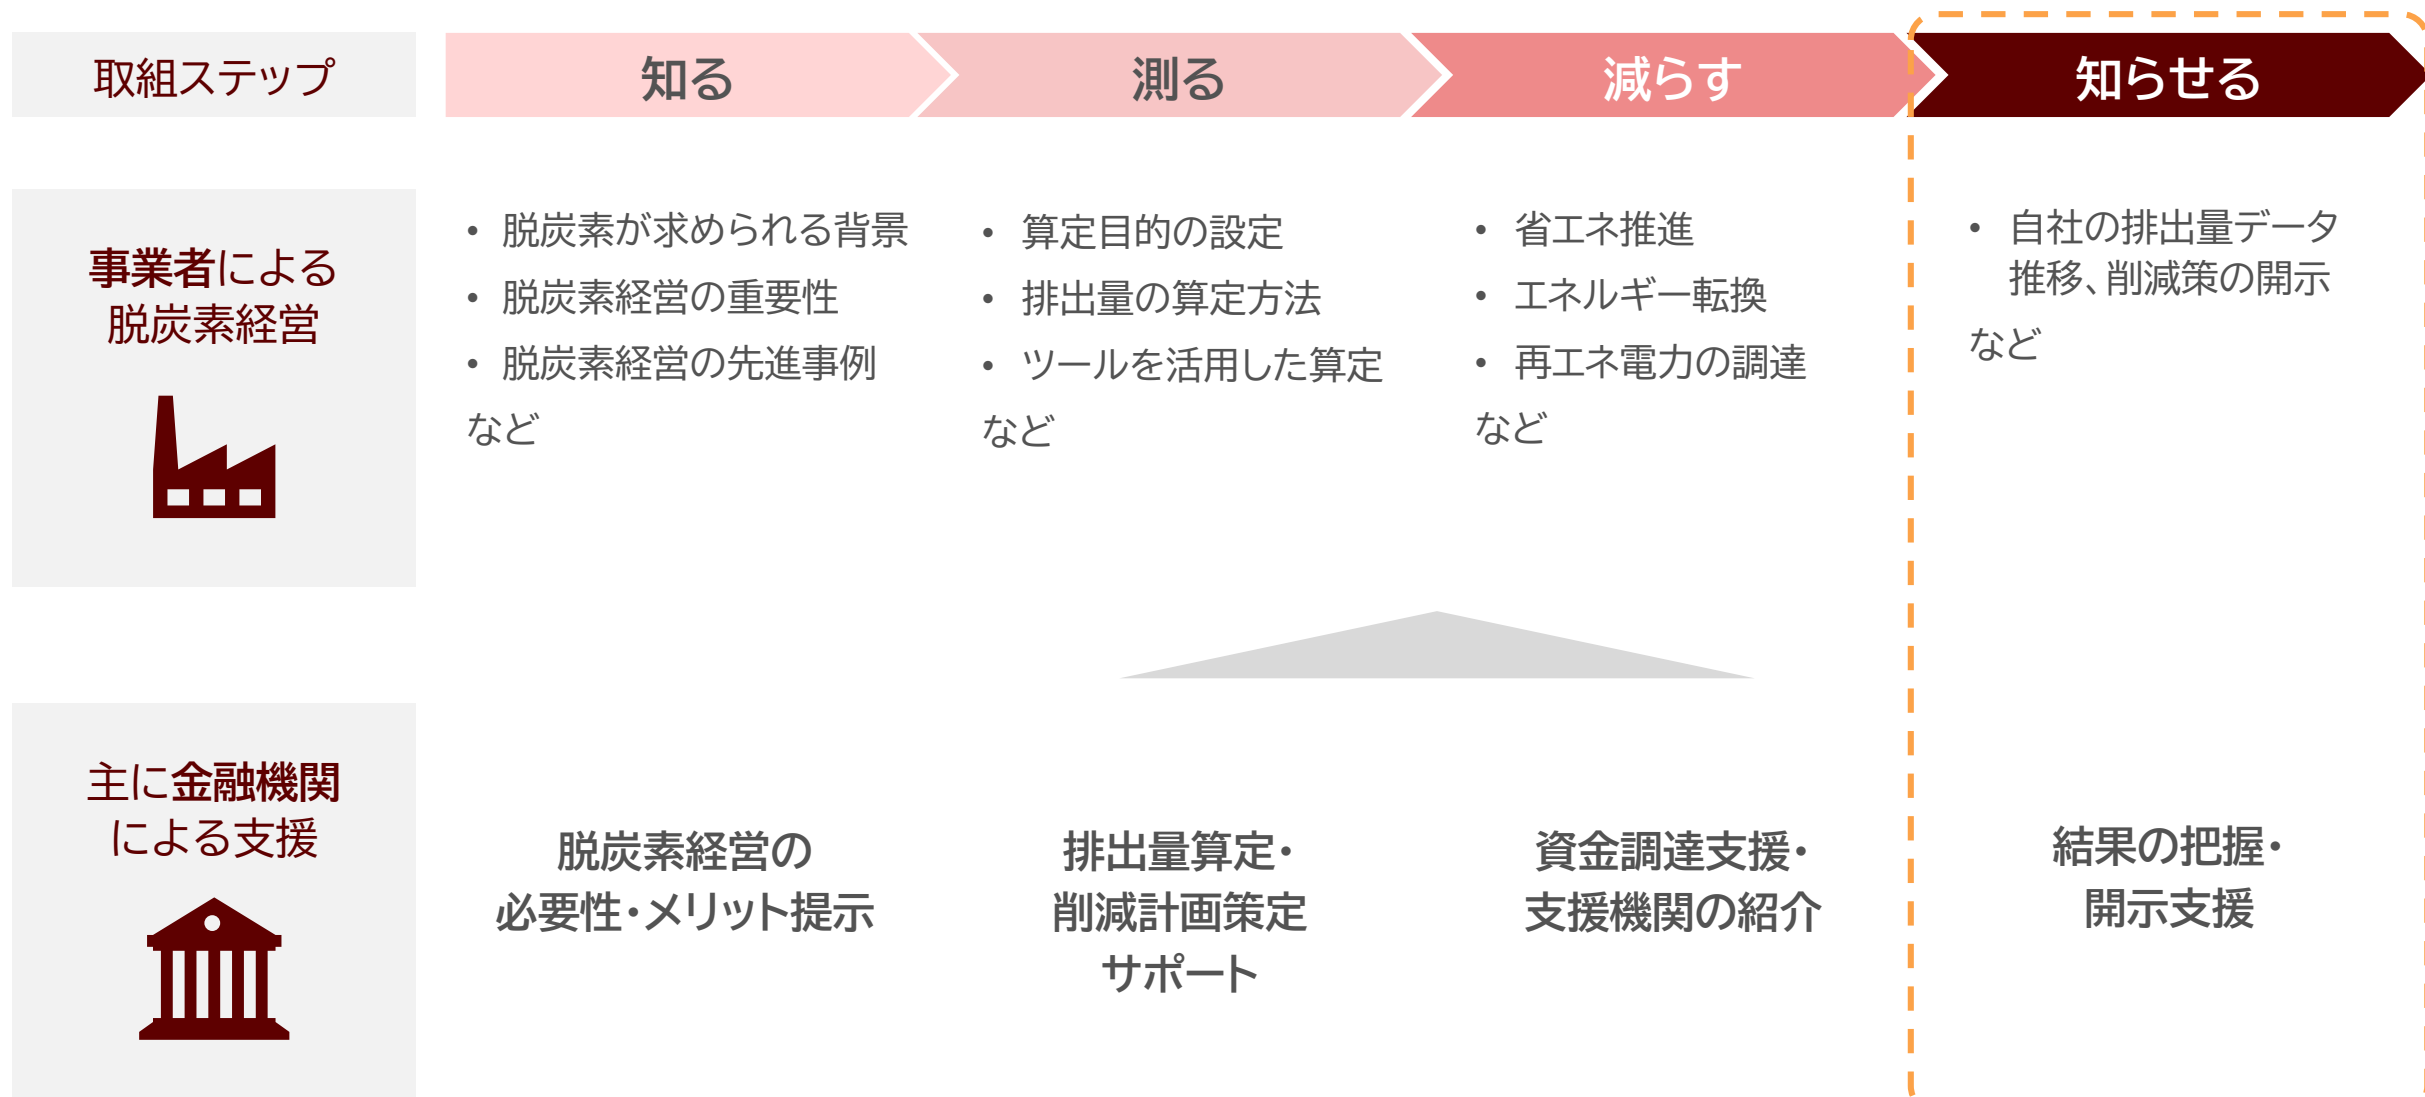 取組ステップ
知る
測る
減らす
知らせる
事業者による
脱炭素経営
• 脱炭素が求められる背景
• 脱炭素経営の重要性
• 脱炭素経営の先進事例
など
• 算定目的の設定
• 排出量の算定方法
• ツールを活用した算定
など
• 省エネ推進
• エネルギー転換
• 再エネ電力の調達
など
• 自社の排出量データ
推移、削減策の開示
など
主に金融機関
による支援
脱炭素経営の
必要性・メリット提示
排出量算定・
削減計画策定
サポート
資金調達支援・
支援機関の紹介
結果の把握・
開示支援